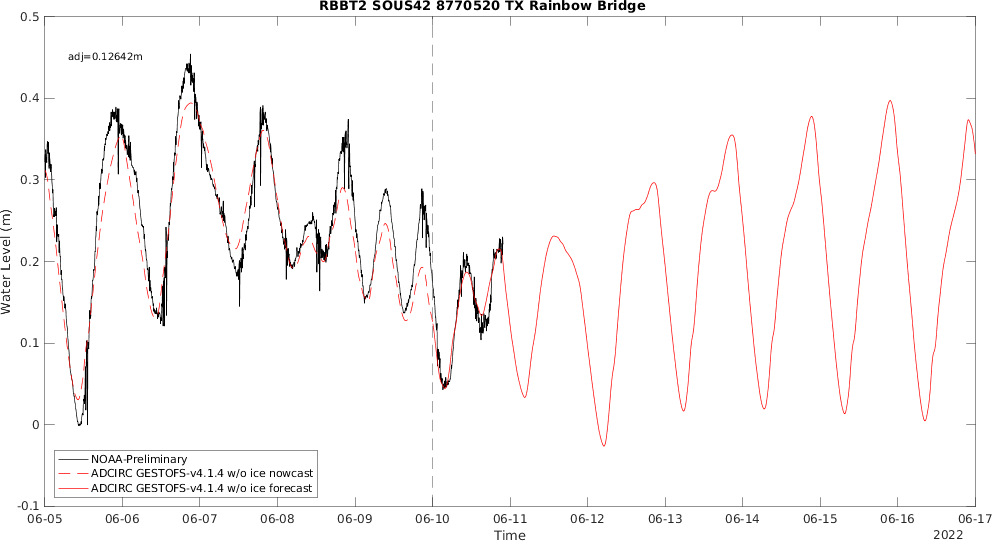 RBBT2 SOUS42 8770520 TX Rainbow Bridge
adj=0.12642m
0.5
0.4
0.3
0.2
0.1
0
-0.1
Water Level (m)
NOAA-Preliminary
ADCIRC GESTOFS-v4.1.4 w/o ice nowcast
ADCIRC GESTOFS-v4.1.4 w/o ice forecast
06-05 06-06 06-07 06-08 06-09 06-10 06-11 06-12 06-13 06-14 06-15 06-16 06-17
Time
2022